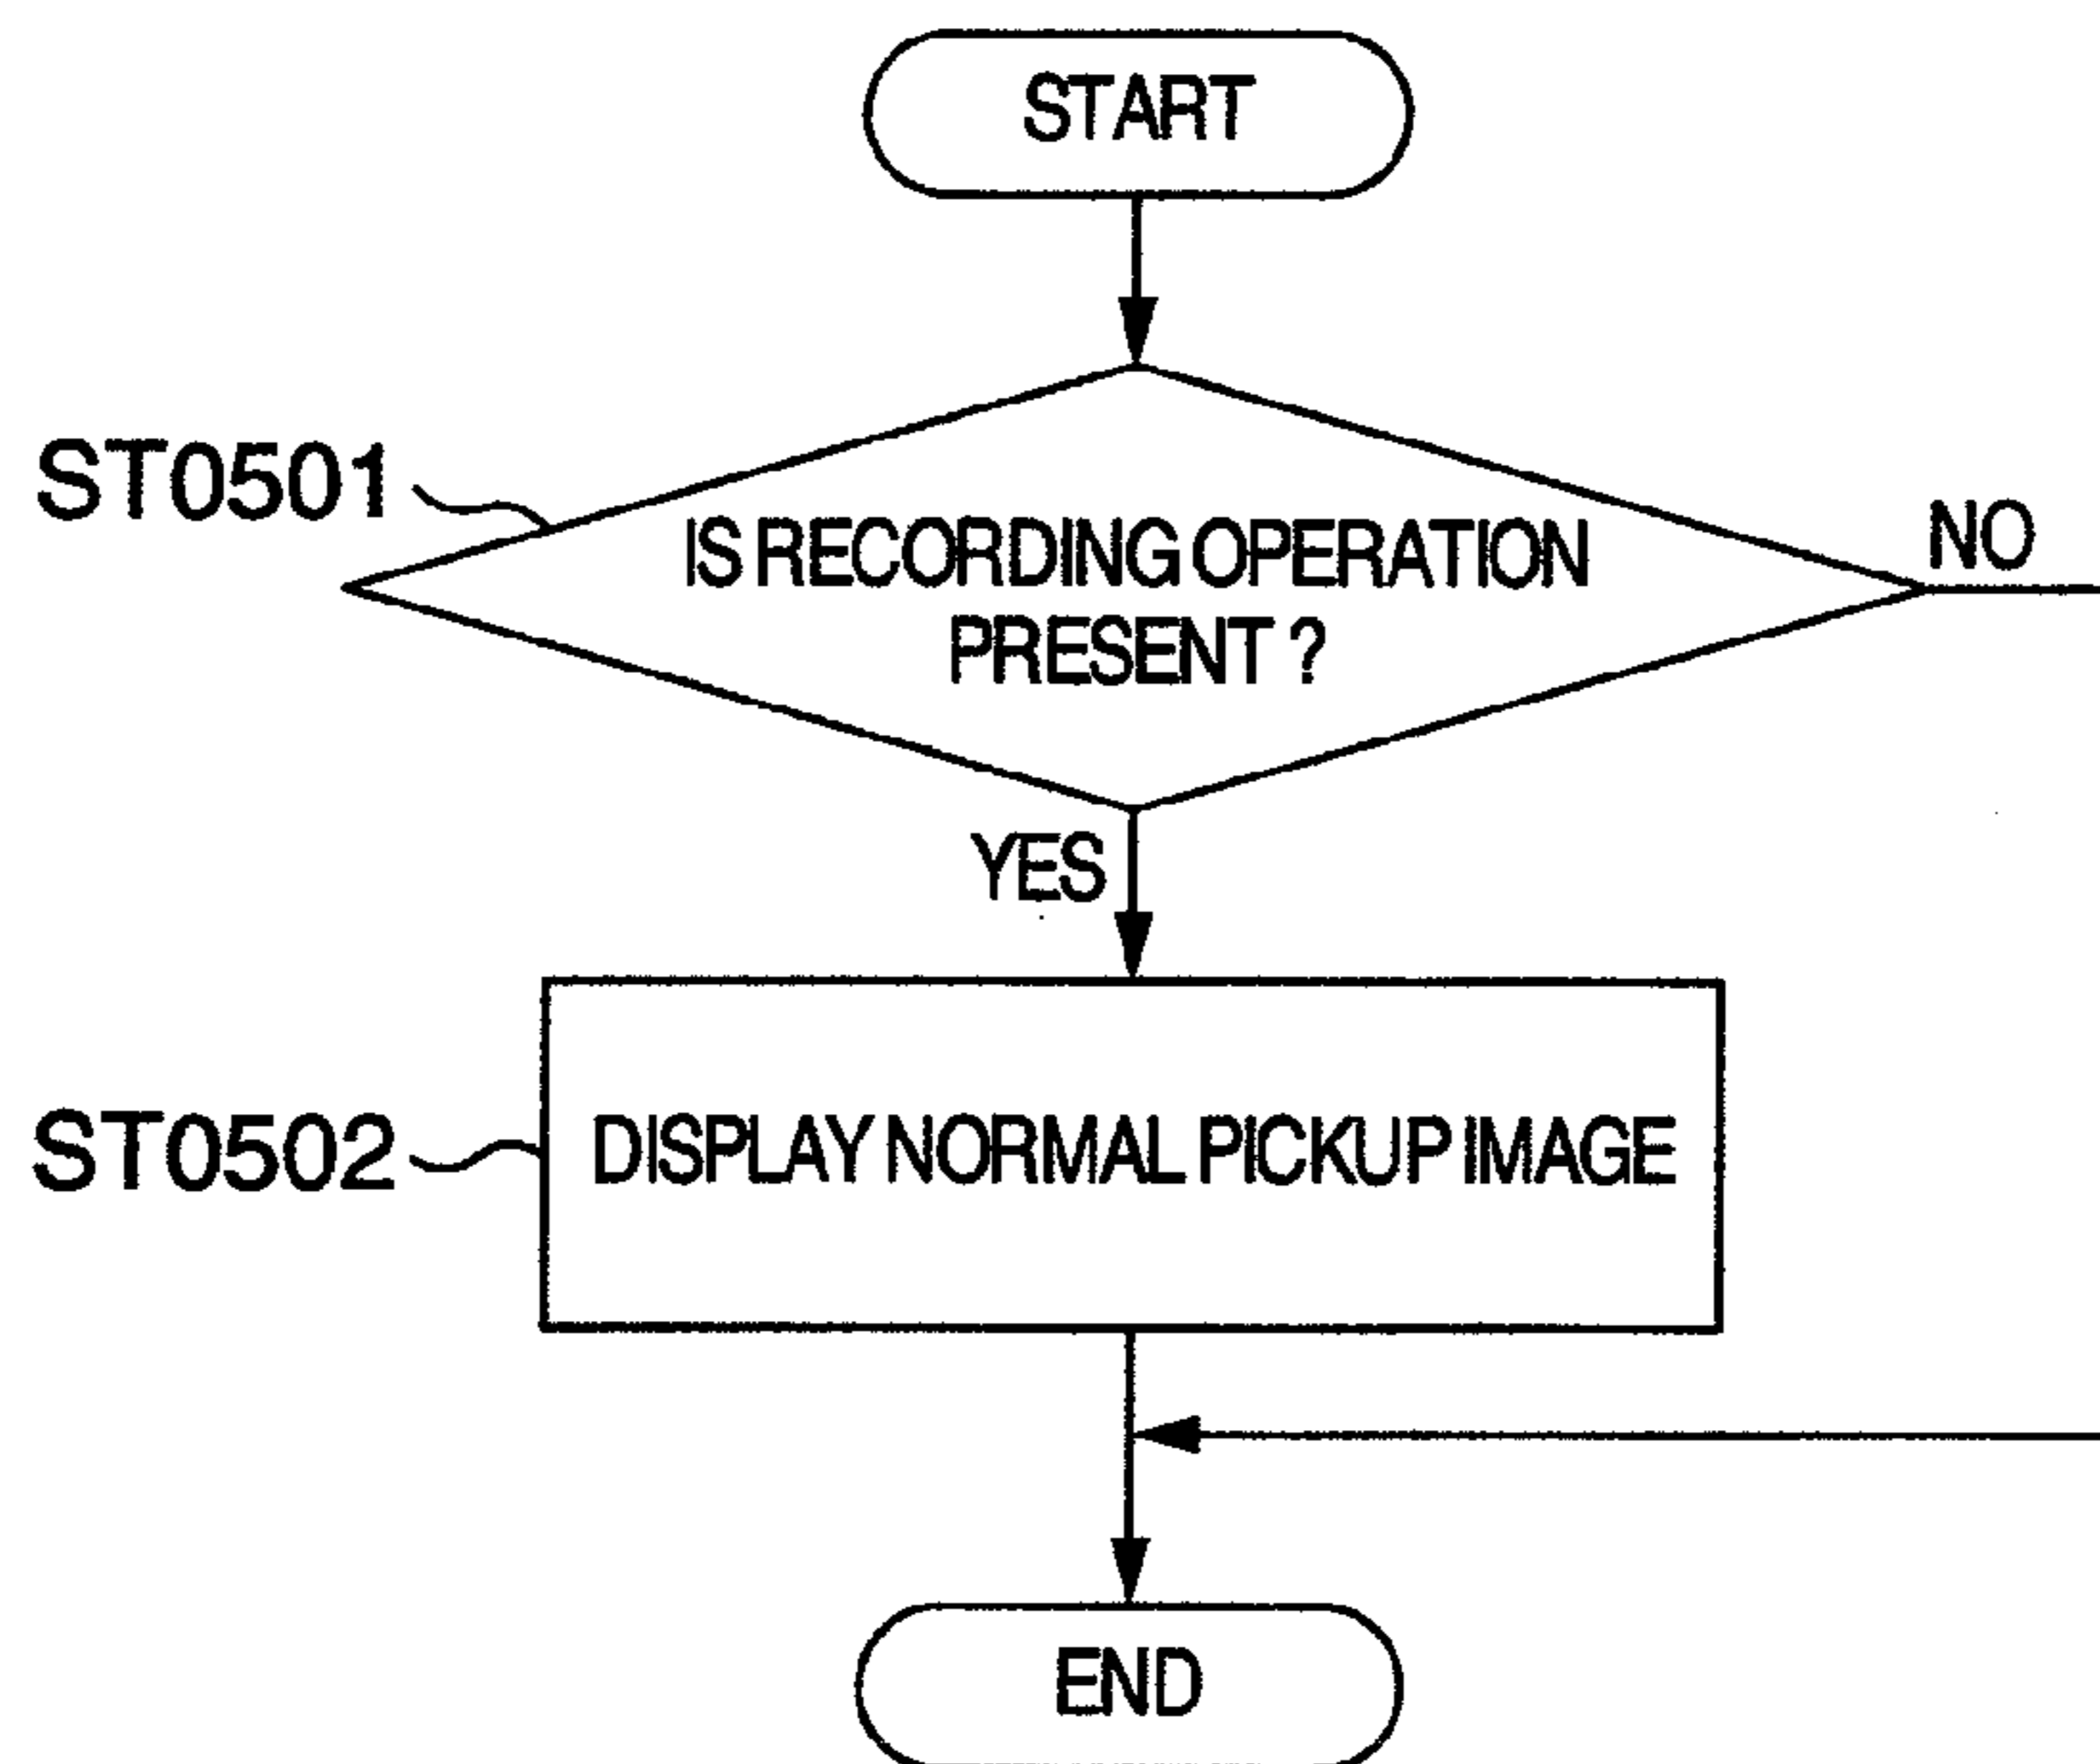 START
ST0501
IS RECORDING OPERATION
PRESENT ?
NO
YES
ST0502
DISPLAY NORMAL PICKUP IMAGE
END